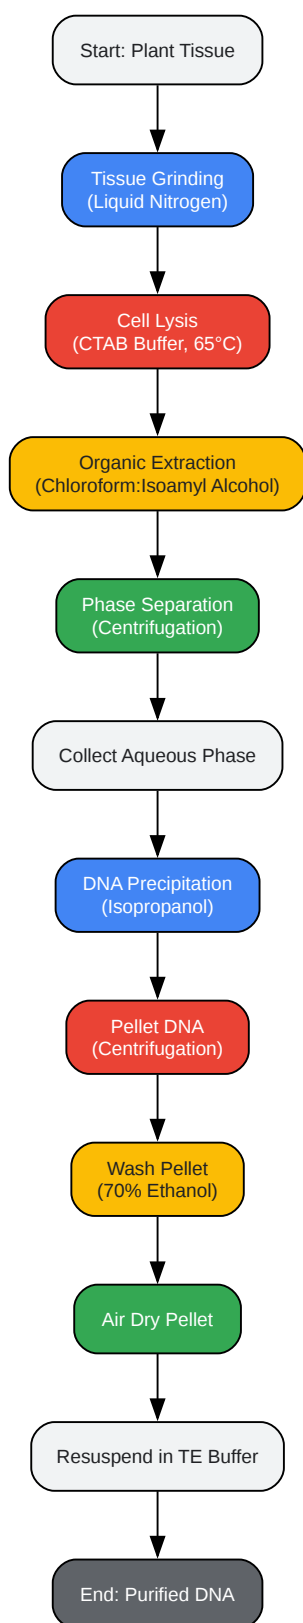 Start: Plant Tissue
Tissue Grinding
(Liquid Nitrogen)
Cell Lysis
(CTAB Buffer, 65°C)
Organic Extraction
(Chloroform:Isoamyl Alcohol)
Phase Separation
(Centrifugation)
Collect Aqueous Phase
DNA Precipitation
(Isopropanol)
Pellet DNA
(Centrifugation)
Wash Pellet
(70% Ethanol)
Air Dry Pellet
Resuspend in TE Buffer
End: Purified DNA